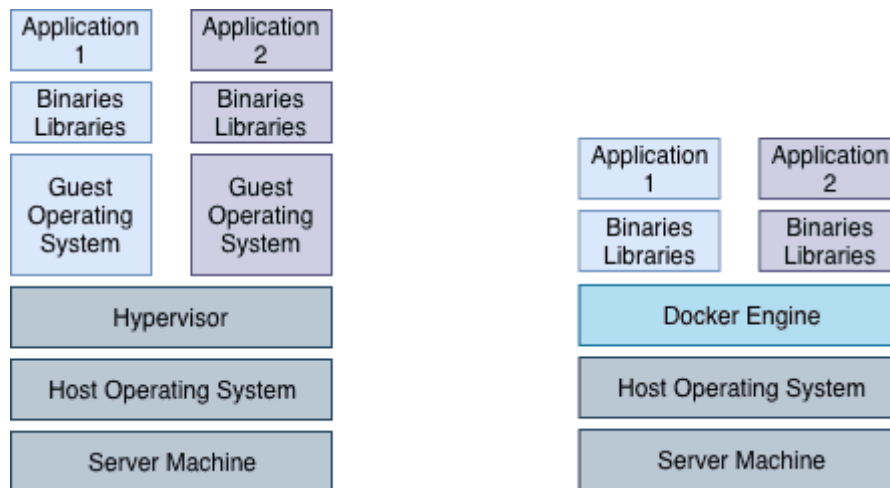 Application
1
Application
2
Binaries
Libraries
Binaries
Libraries
Guest
Operating
System
Guest
Operating
System
Hypervisor
Host Operating System
Server Machine
Application
1
Application
2
Binaries
Libraries
Binaries
Libraries
Docker Engine
Host Operating System
Server Machine